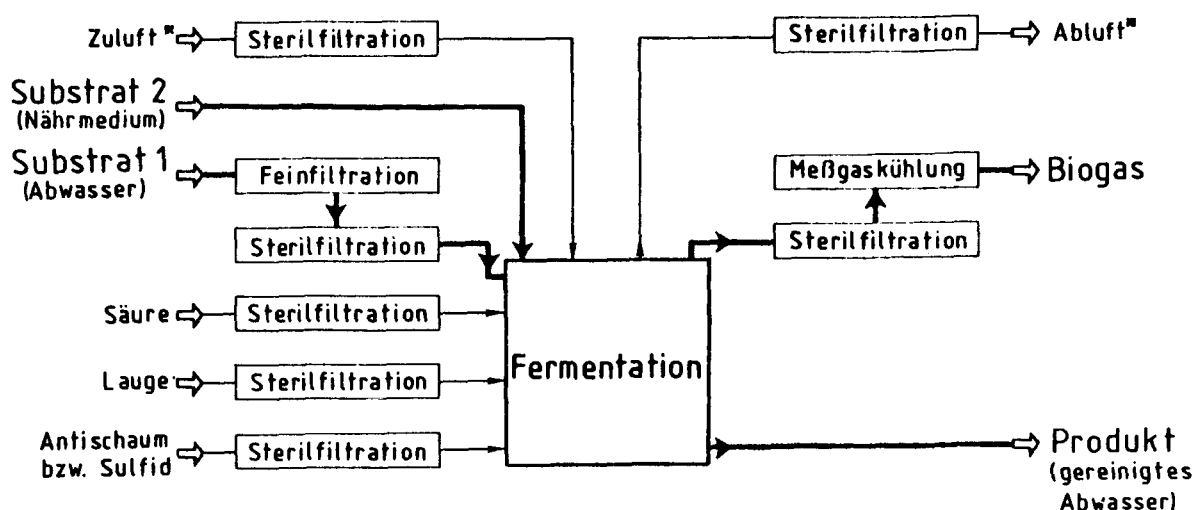 Zuluft* Sterilfiltration Sterilfiltration Abluft*
Substrat 2
(Nährmedium)
Substrat 1 Feinfiltration Meßgaskühlung Biogas
(Abwasser)
Sterilfiltration Sterilfiltration
Säure Sterilfiltration
Fermentation
Lauge Sterilfiltration
Antischaum
bzw. Sulfid Sterilfiltration
Produkt
(gereinigtes
Abwasser)